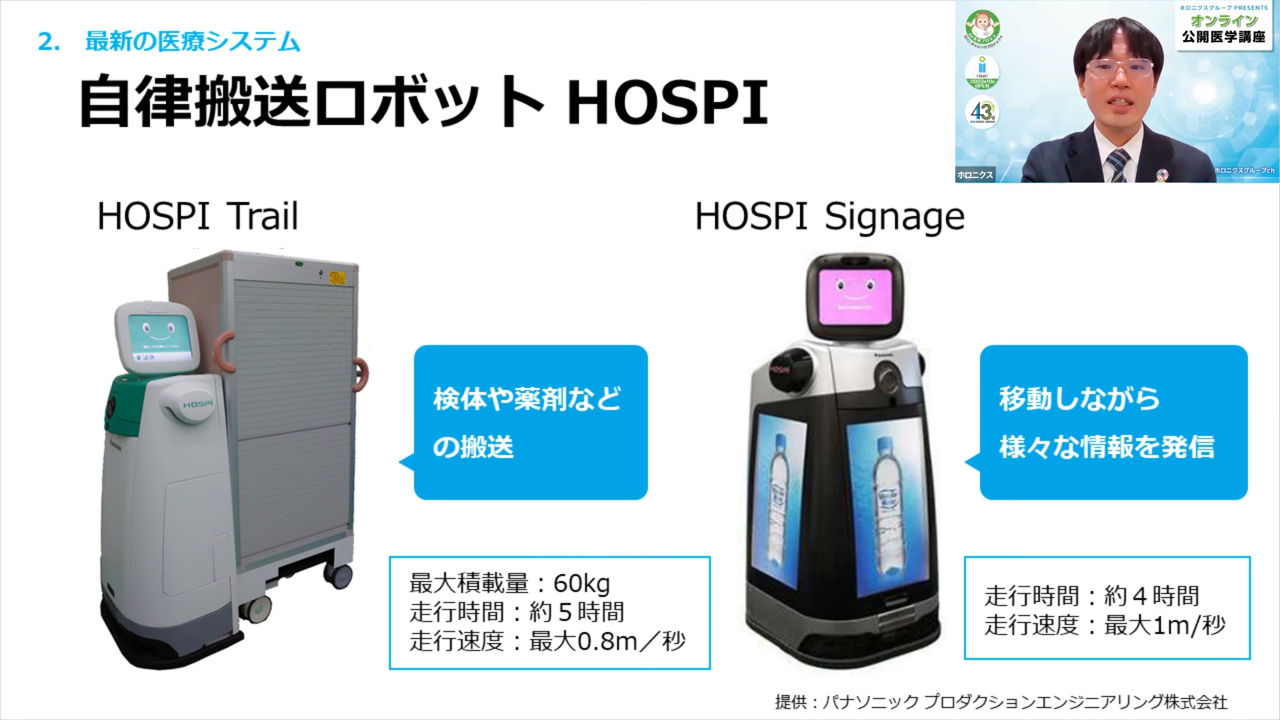 2. 最新の医療システム
自律搬送ロボット HOSPI
ホロニクスグループ PRESENTS
オンライン
公開医学講座
43
ホロニクス
ホロニクスグループch
HOSPI Trail
HOSPI Signage
HOSPI
HOSPI
Panasonic
検体や薬剤など
の搬送
移動しながら
様々な情報を発信
最大積載量：60kg
走行時間：約５時間
走行速度：最大0.8m／秒
走行時間：約４時間
走行速度：最大1m/秒
提供：パナソニック プロダクションエンジニアリング株式会社